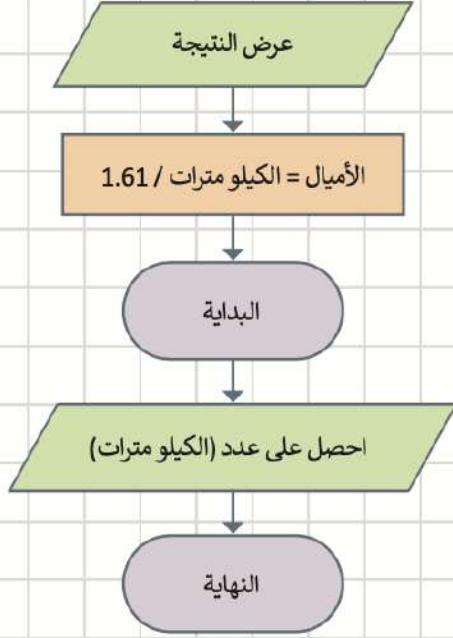 عرض النتيجة
الأميال = الكيلو مترات / 1.61
البداية
احصل على عدد (الكيلو مترات)
النهاية